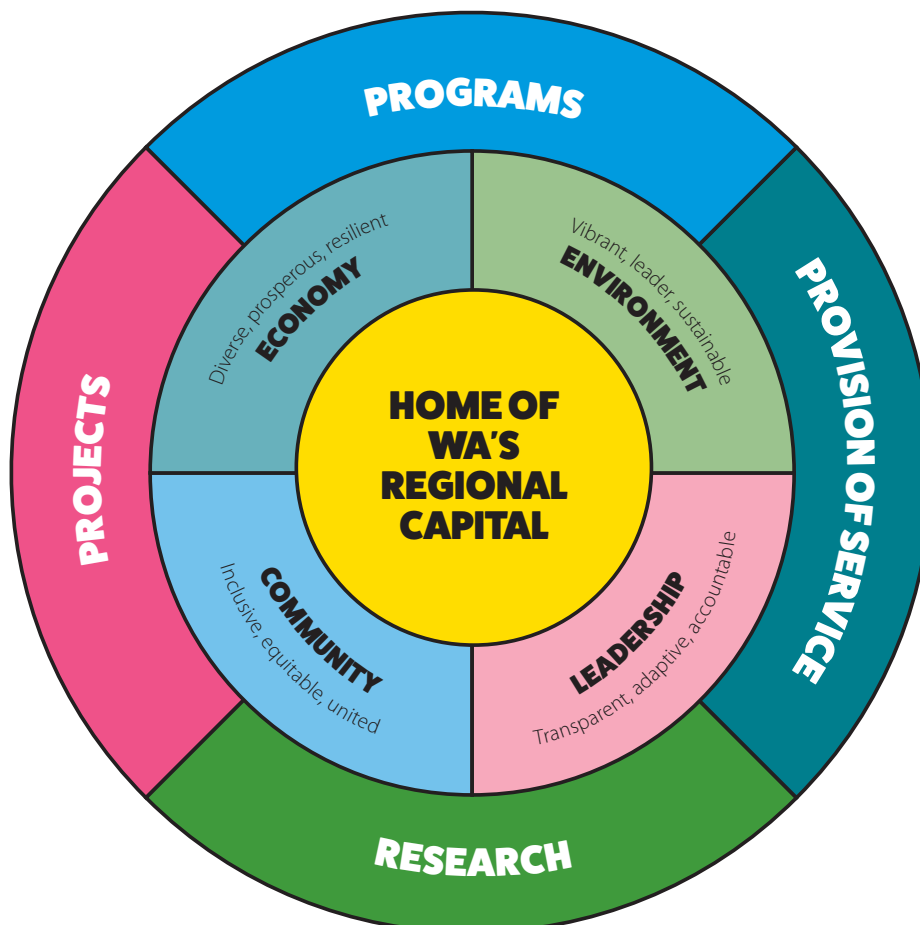 PROGRAMS
Diverse, prosperous, resilient
ECONOMY
Vibrant, leader, sustainable
ENVIRONMENT
PROJECTS
HOME OF
WA'S
REGIONAL
CAPITAL
PROVISION OF SERVICE
COMMUNITY
Inclusive, equitable, united
LEADERSHIP
Transparent, adaptive, accountable
RESEARCH